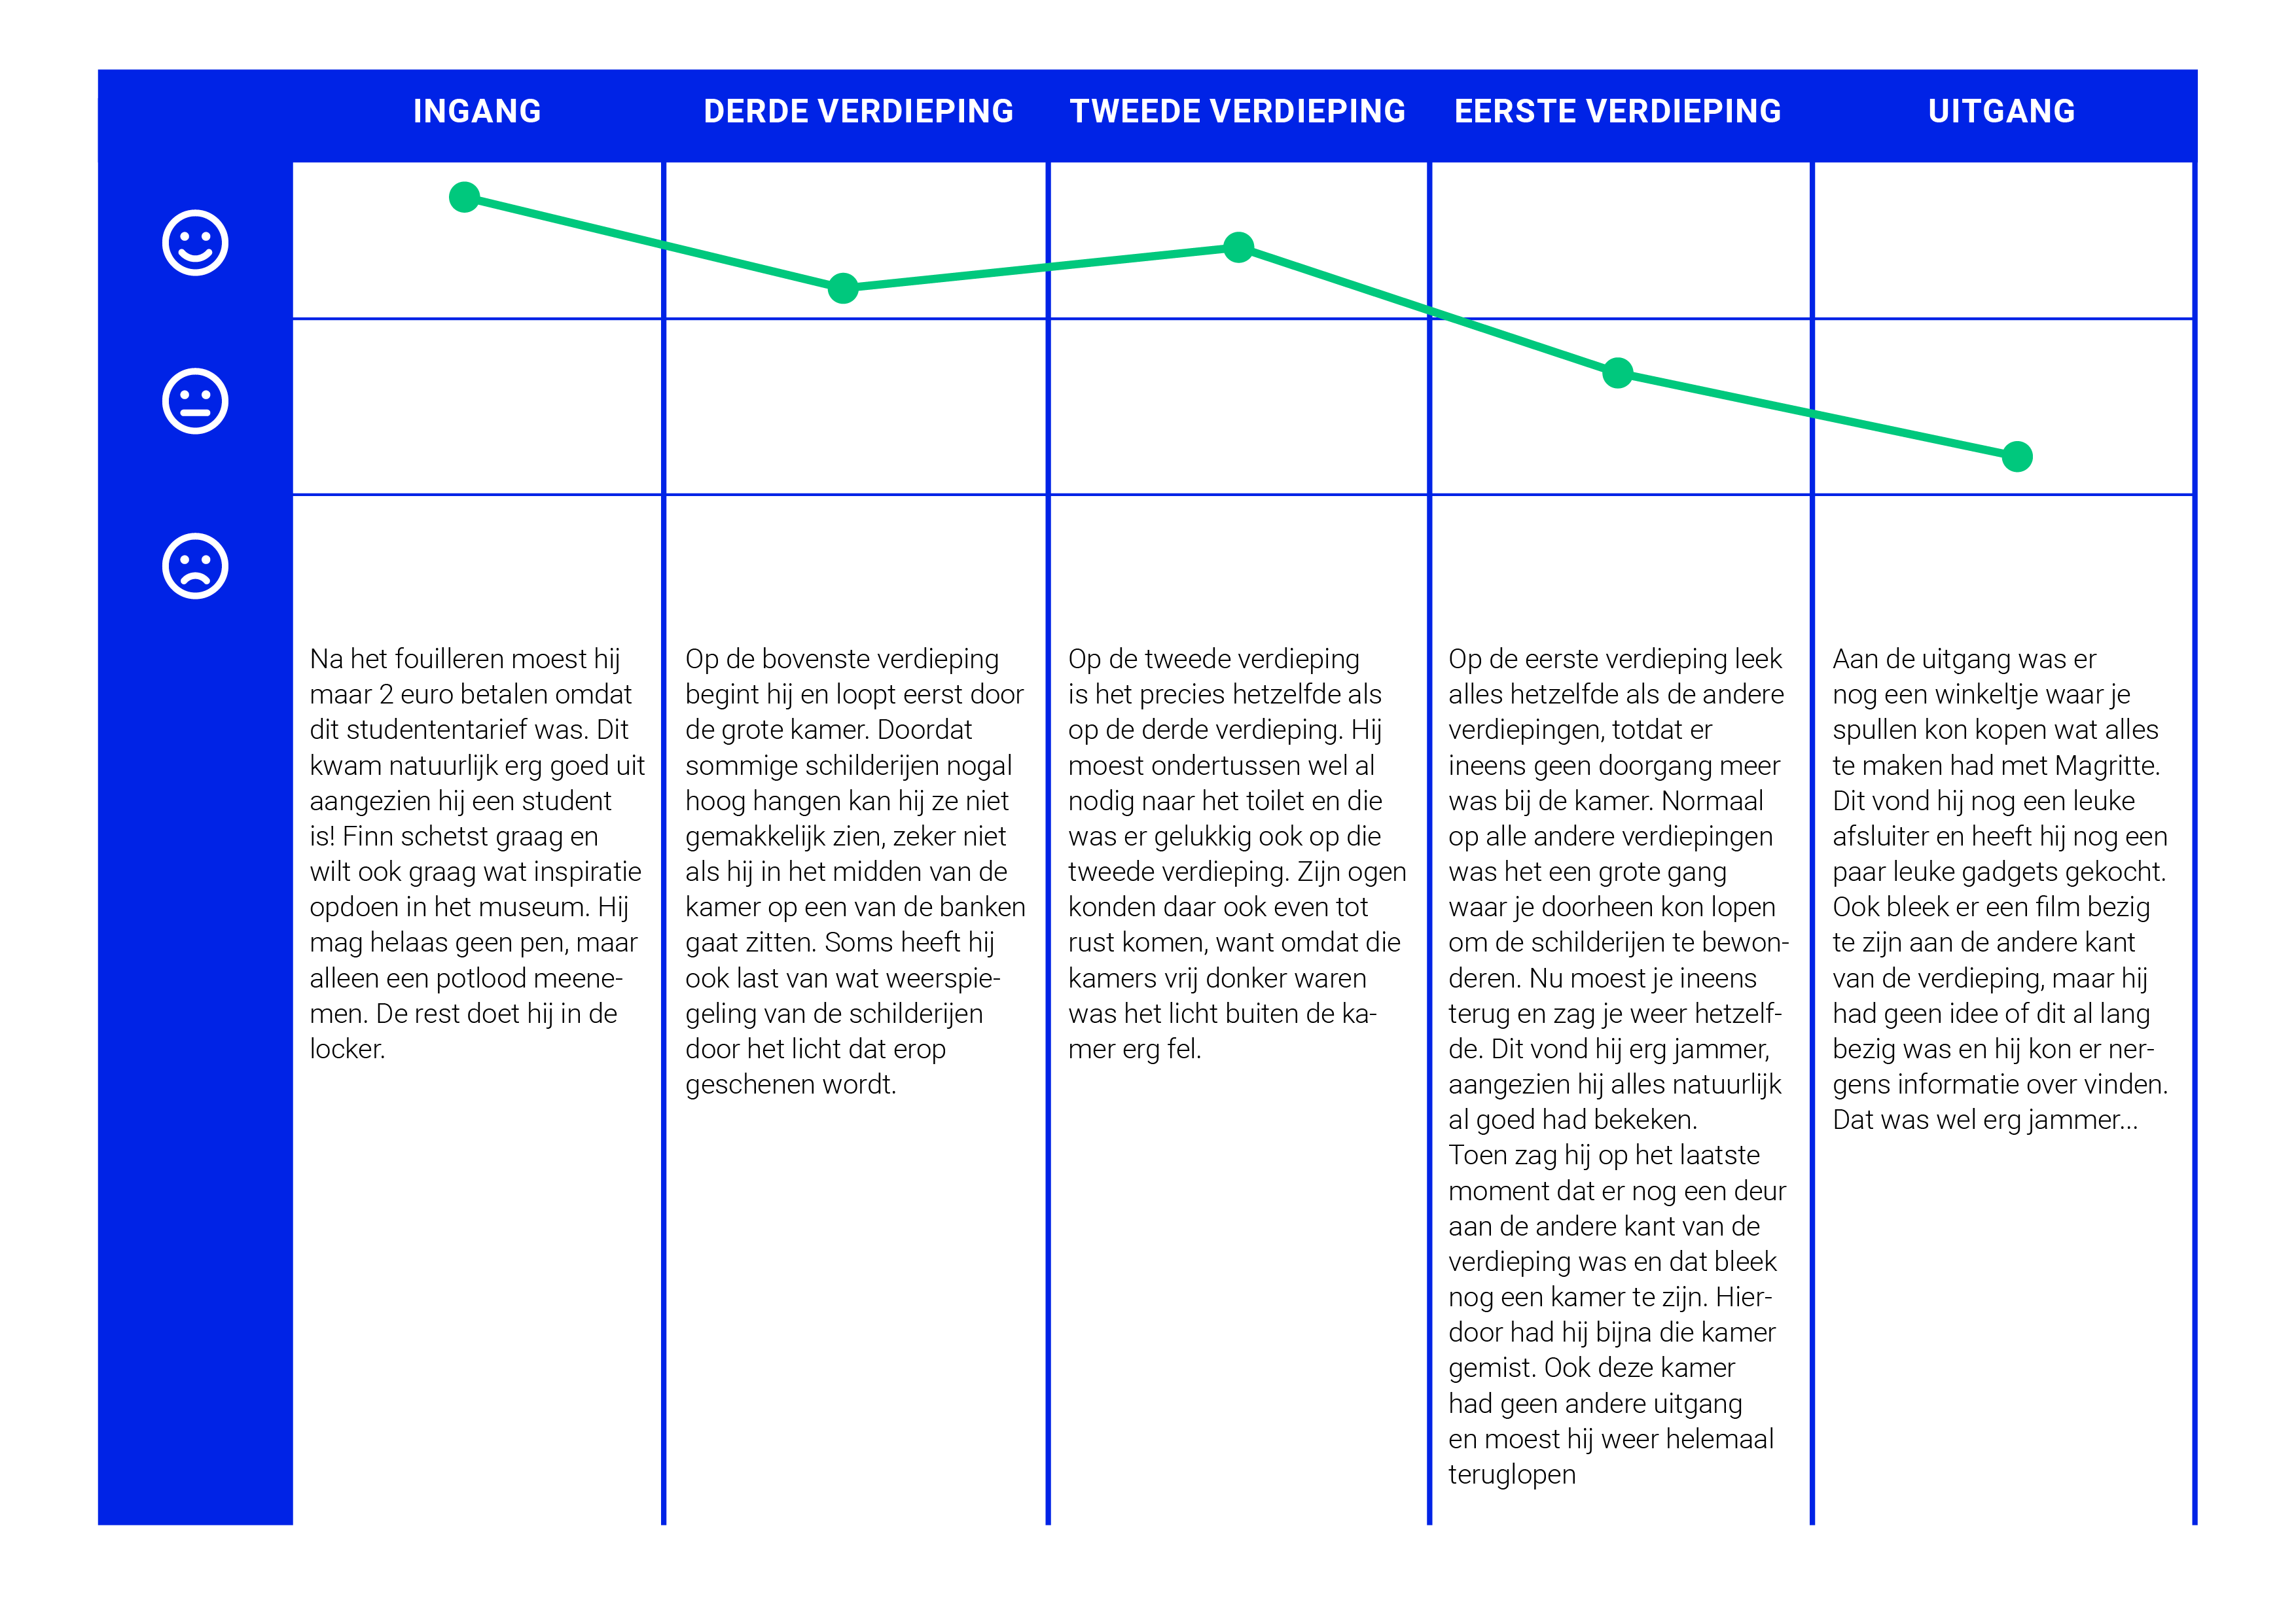 INGANG
DERDE VERDIEPING
TWEEDE VERDIEPING
EERSTE VERDIEPING
UITGANG
Na het fouilleren moest hij
maar 2 euro betalen omdat
dit studententarief was. Dit
kwam natuurlijk erg goed uit
aangezien hij een student
is! Finn schetst graag en
wilt ook graag wat inspiratie
opdoen in het museum. Hij
mag helaas geen pen, maar
alleen een potlood meene-
men. De rest doet hij in de
locker.
Op de bovenste verdieping
begint hij en loopt eerst door
de grote kamer. Doordat
sommige schilderijen nogal
hoog hangen kan hij ze niet
gemakkelijk zien, zeker niet
als hij in het midden van de
kamer op een van de banken
gaat zitten. Soms heeft hij
ook last van wat weerspie-
geling van de schilderijen
door het licht dat erop
geschenen wordt.
Op de tweede verdieping
is het precies hetzelfde als
op de derde verdieping. Hij
moest ondertussen wel al
nodig naar het toilet en die
was er gelukkig ook op die
tweede verdieping. Zijn ogen
konden daar ook even tot
rust komen, want omdat die
kamers vrij donker waren
was het licht buiten de ka-
mer erg fel.
Op de eerste verdieping leek
alles hetzelfde als de andere
verdiepingen, totdat er
ineens geen doorgang meer
was bij de kamer. Normaal
op alle andere verdiepingen
was het een grote gang
waar je doorheen kon lopen
om de schilderijen te bewon-
deren. Nu moest je ineens
terug en zag je weer hetzelf-
de. Dit vond hij erg jammer,
aangezien hij alles natuurlijk
al goed had bekeken.
Toen zag hij op het laatste
moment dat er nog een deur
aan de andere kant van de
verdieping was en dat bleek
nog een kamer te zijn. Hier-
door had hij bijna die kamer
gemist. Ook deze kamer
had geen andere uitgang
en moest hij weer helemaal
teruglopen
Aan de uitgang was er
nog een winkeltje waar je
spullen kon kopen wat alles
te maken had met Magritte.
Dit vond hij nog een leuke
afsluiter en heeft hij nog een
paar leuke gadgets gekocht.
Ook bleek er een film bezig
te zijn aan de andere kant
van de verdieping, maar hij
had geen idee of dit al lang
bezig was en hij kon er ner-
gens informatie over vinden.
Dat was wel erg jammer...